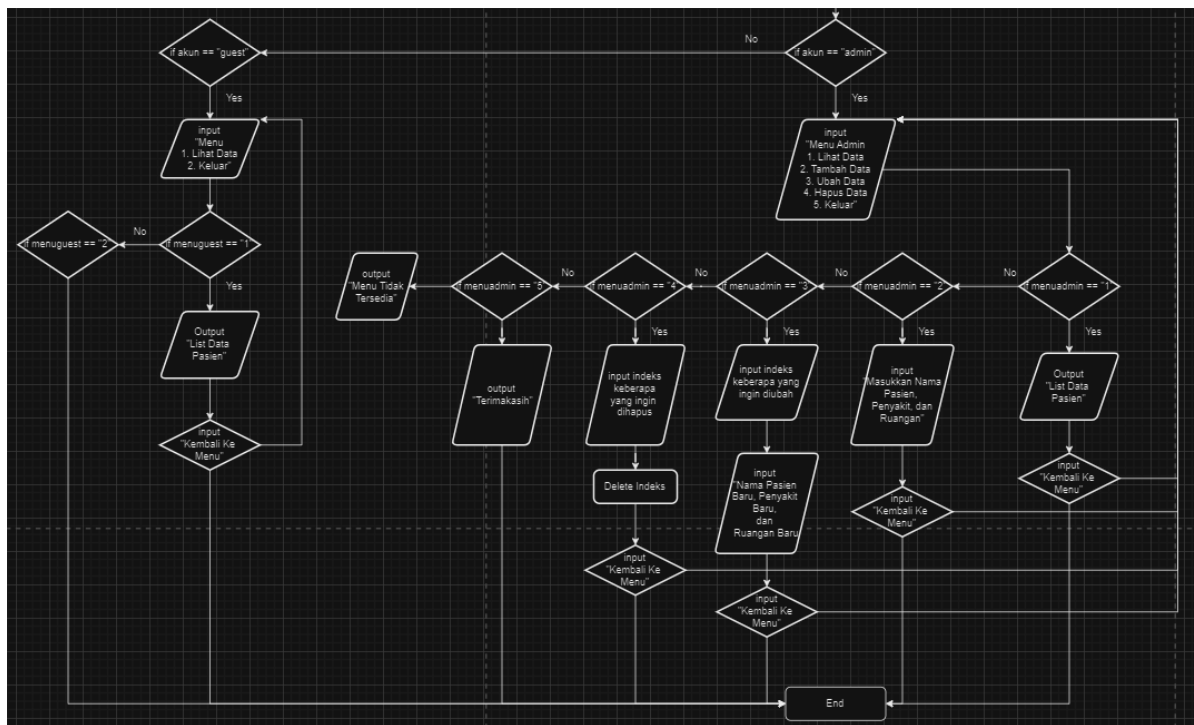 if akun == "guest"
No
if akun == "admin"
Yes
Yes
input
"Menu
1. Lihat Data
2. Keluar"
input
"Menu Admin
1. Lihat Data
2. Tambah Data
3. Ubah Data
4. Hapus Data
5. Keluar"
if menuguest == "2"
No
if menuguest == "1"
Yes
output
"Menu Tidak
Tersedia"
if menuadmin == "5"
No
if menuadmin == "4"
No
if menuadmin == "3"
No
if menuadmin == "2"
No
if menuadmin == "1"
Yes
Yes
Yes
Yes
Output
"List Data
Pasien"
output
"Terimakasih"
input indeks
keberapa
yang ingin
dihapus
input indeks
keberapa yang
ingin diubah
input
"Masukkan Nama
Pasien,
Penyakit, dan
Ruangan"
Output
"List Data
Pasien"
input
"Kembali Ke
Menu"
Delete Indeks
input
"Nama Pasien
Baru, Penyakit
Baru,
dan
Ruangan Baru
input
"Kembali Ke
Menu"
input
"Kembali Ke
Menu"
input
"Kembali Ke
Menu"
input
"Kembali Ke
Menu"
End